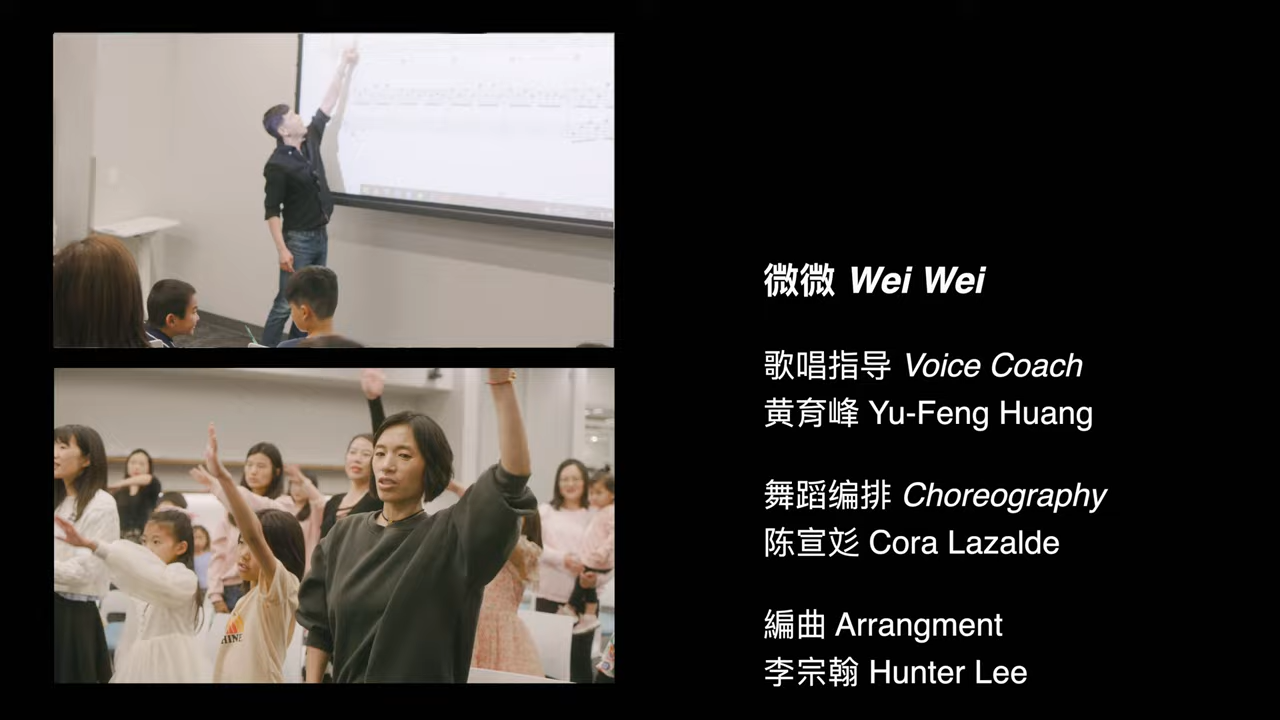 微微 Wei Wei
歌唱指导 Voice Coach
黄育峰 Yu-Feng Huang
舞蹈编排 Choreography
陈宣彣 Cora Lazalde
編曲 Arrangment
李宗翰 Hunter Lee